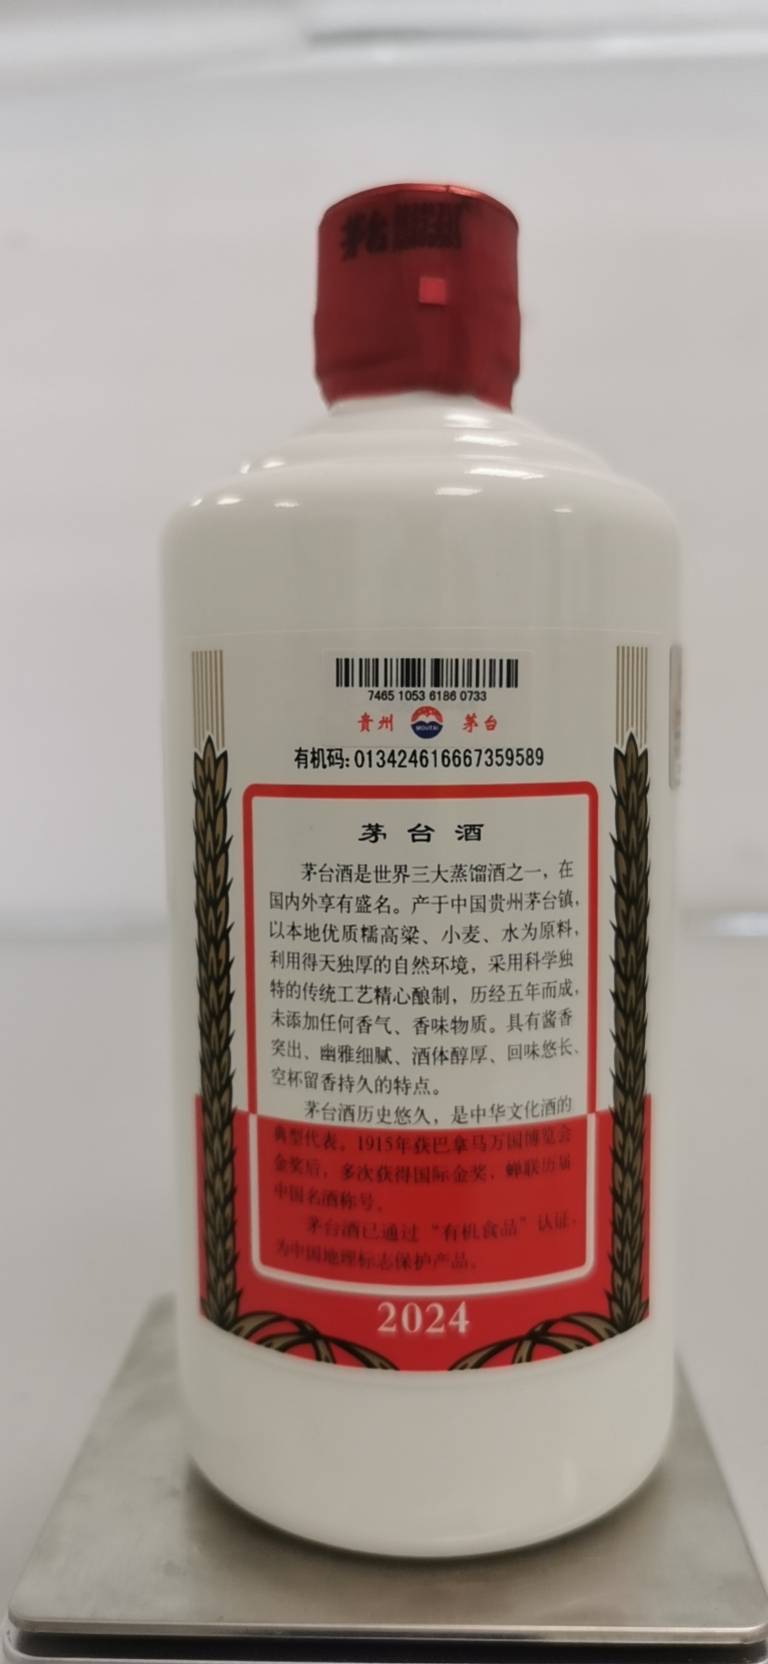 茅台
7465 1053 6186 0733
贵州 MOUTAI 茅台
有机码:013424616667359589
茅台酒
茅台酒是世界三大蒸馏酒之一，在
国内外享有盛名。产于中国贵州茅台镇，
以本地优质糯高粱、小麦、水为原料，
利用得天独厚的自然环境，采用科学独
特的传统工艺精心酿制，历经五年而成，
未添加任何香气、香味物质。具有酱香
突出、幽雅细腻、酒体醇厚、回味悠长、
空杯留香持久的特点。
茅台酒历史悠久，是中华文化酒的
典型代表。1915年获巴拿马万国博览会
金奖后，多次获得国际金奖，蝉联历届
中国名酒称号。
茅台酒已通过“有机食品”认证，
为中国地理标志保护产品。
2024